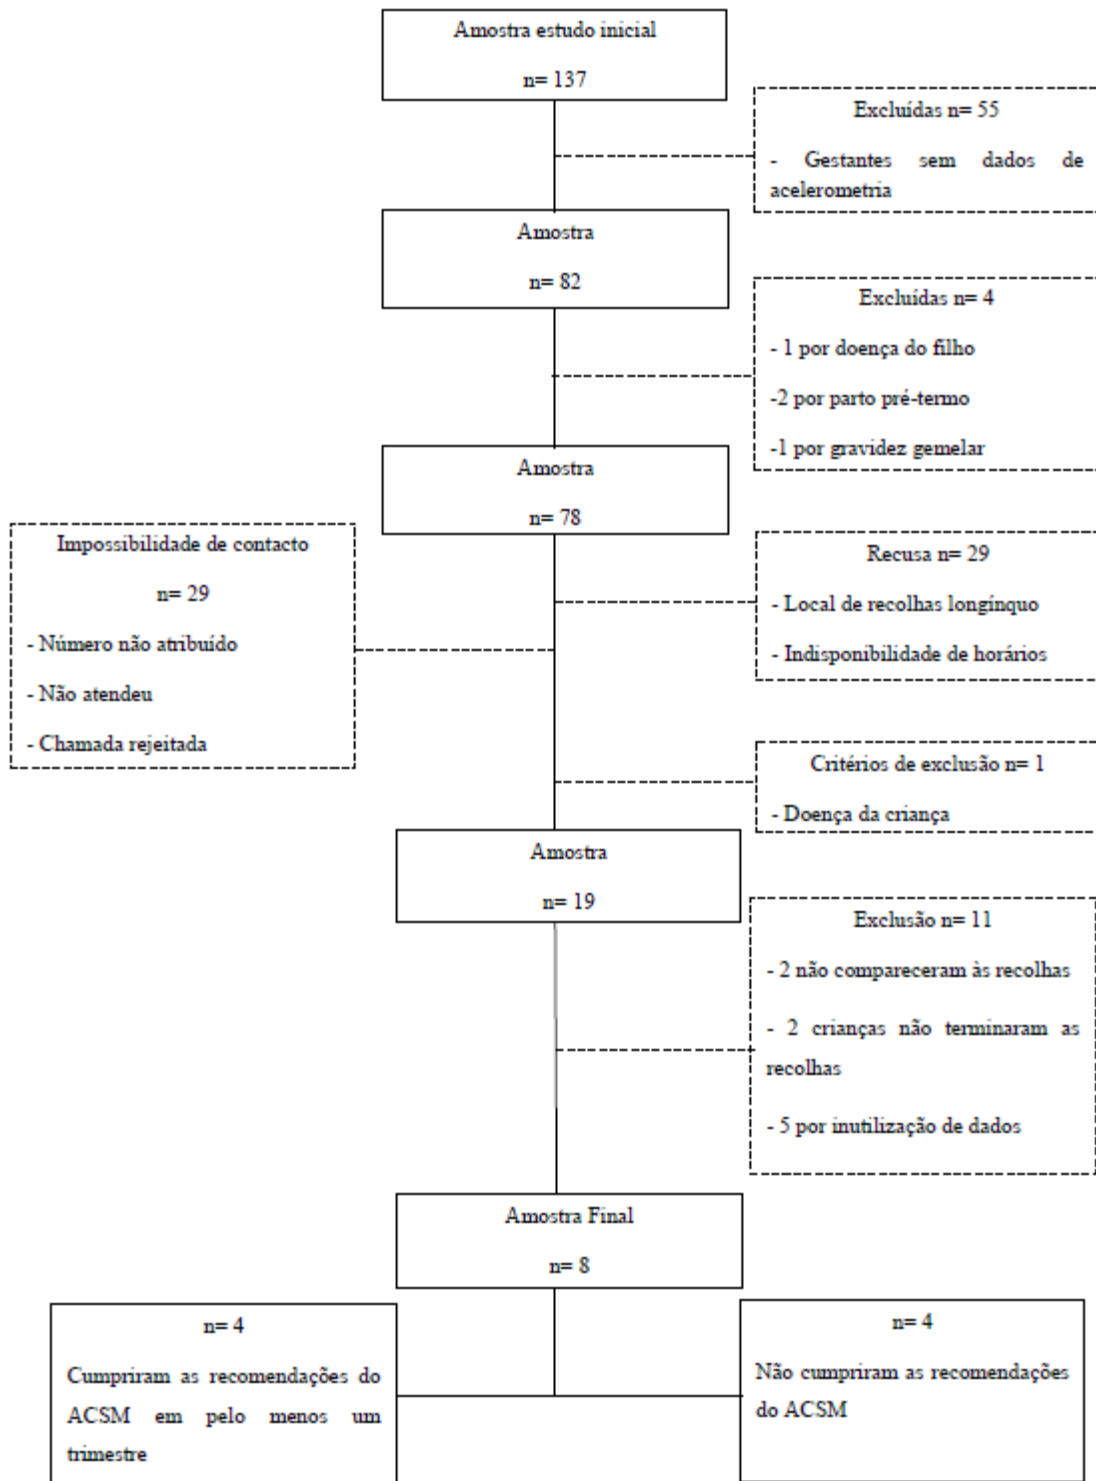 Amostra estudo inicial
n= 137
Excluídas n= 55
- Gestantes sem dados de
acelerometria
Amostra
n= 82
Excluídas n= 4
- 1 por doença do filho
-2 por parto pré-termo
-1 por gravidez gemelar
Amostra
n= 78
Impossibilidade de contacto
n= 29
- Número não atribuído
- Não atendeu
- Chamada rejeitada
Recusa n= 29
- Local de recolhas longínquo
- Indisponibilidade de horários
Critérios de exclusão n= 1
- Doença da criança
Amostra
n= 19
Exclusão n= 11
- 2 não compareceram às recolhas
- 2 crianças não terminaram as
recolhas
- 5 por inutilização de dados
Amostra Final
n= 8
n= 4
Cumpriram as recomendações do
ACSM em pelo menos um
trimestre
n= 4
Não cumpriram as recomendações
do ACSM